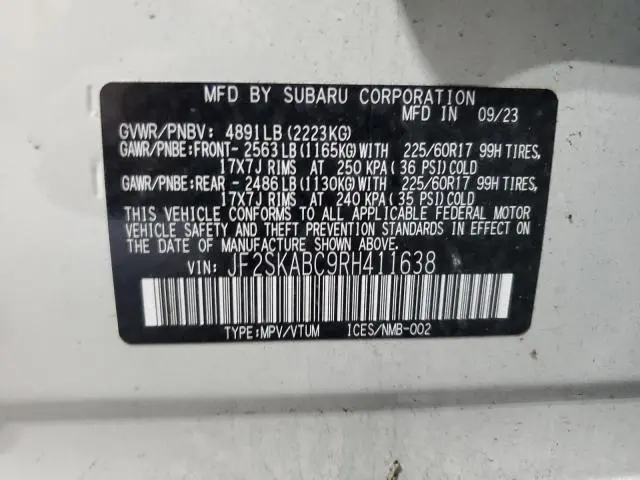 MFD BY SUBARU CORPORATION
MFD IN 09/23
GVWR/PNBV: 4891LB(2223KG)
GAWR/PNBE:FRONT- 2563LB(1165KG)WITH 225/60R17 99H TIRES,
17X7J RIMS AT 250 KPA( 36 PSI)COLD
GAWR/PNBE:REAR - 2486LB(1130KG)WITH 225/60R17 99H TIRES,
17X7J RIMS AT 240 KPA( 35 PSI)COLD
THIS VEHICLE CONFORMS TO ALL APPLICABLE FEDERAL MOTOR
VEHICLE SAFETY AND THEFT PREVENTION STANDARDS IN EFFECT
ON THE DATE OF MANUFACTURE SHOWN ABOVE.
VIN: JF2SKABC9RH411638
TYPE:MPV/VTUM ICES/NMB-002